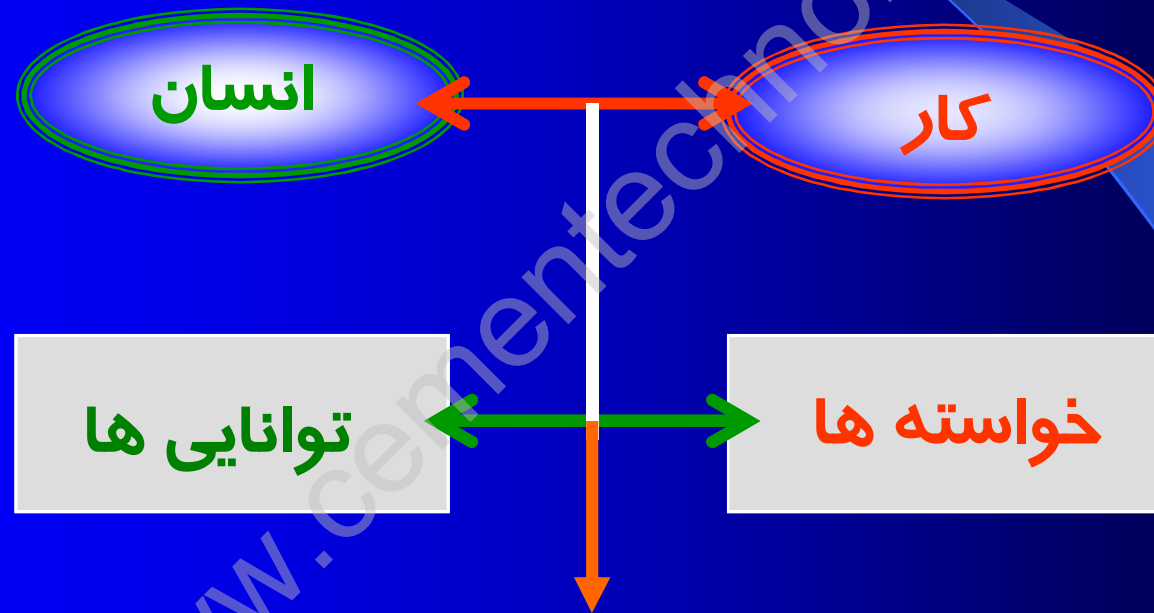 کار
انسان
خواسته ها
توانایی ها
www.cementechno